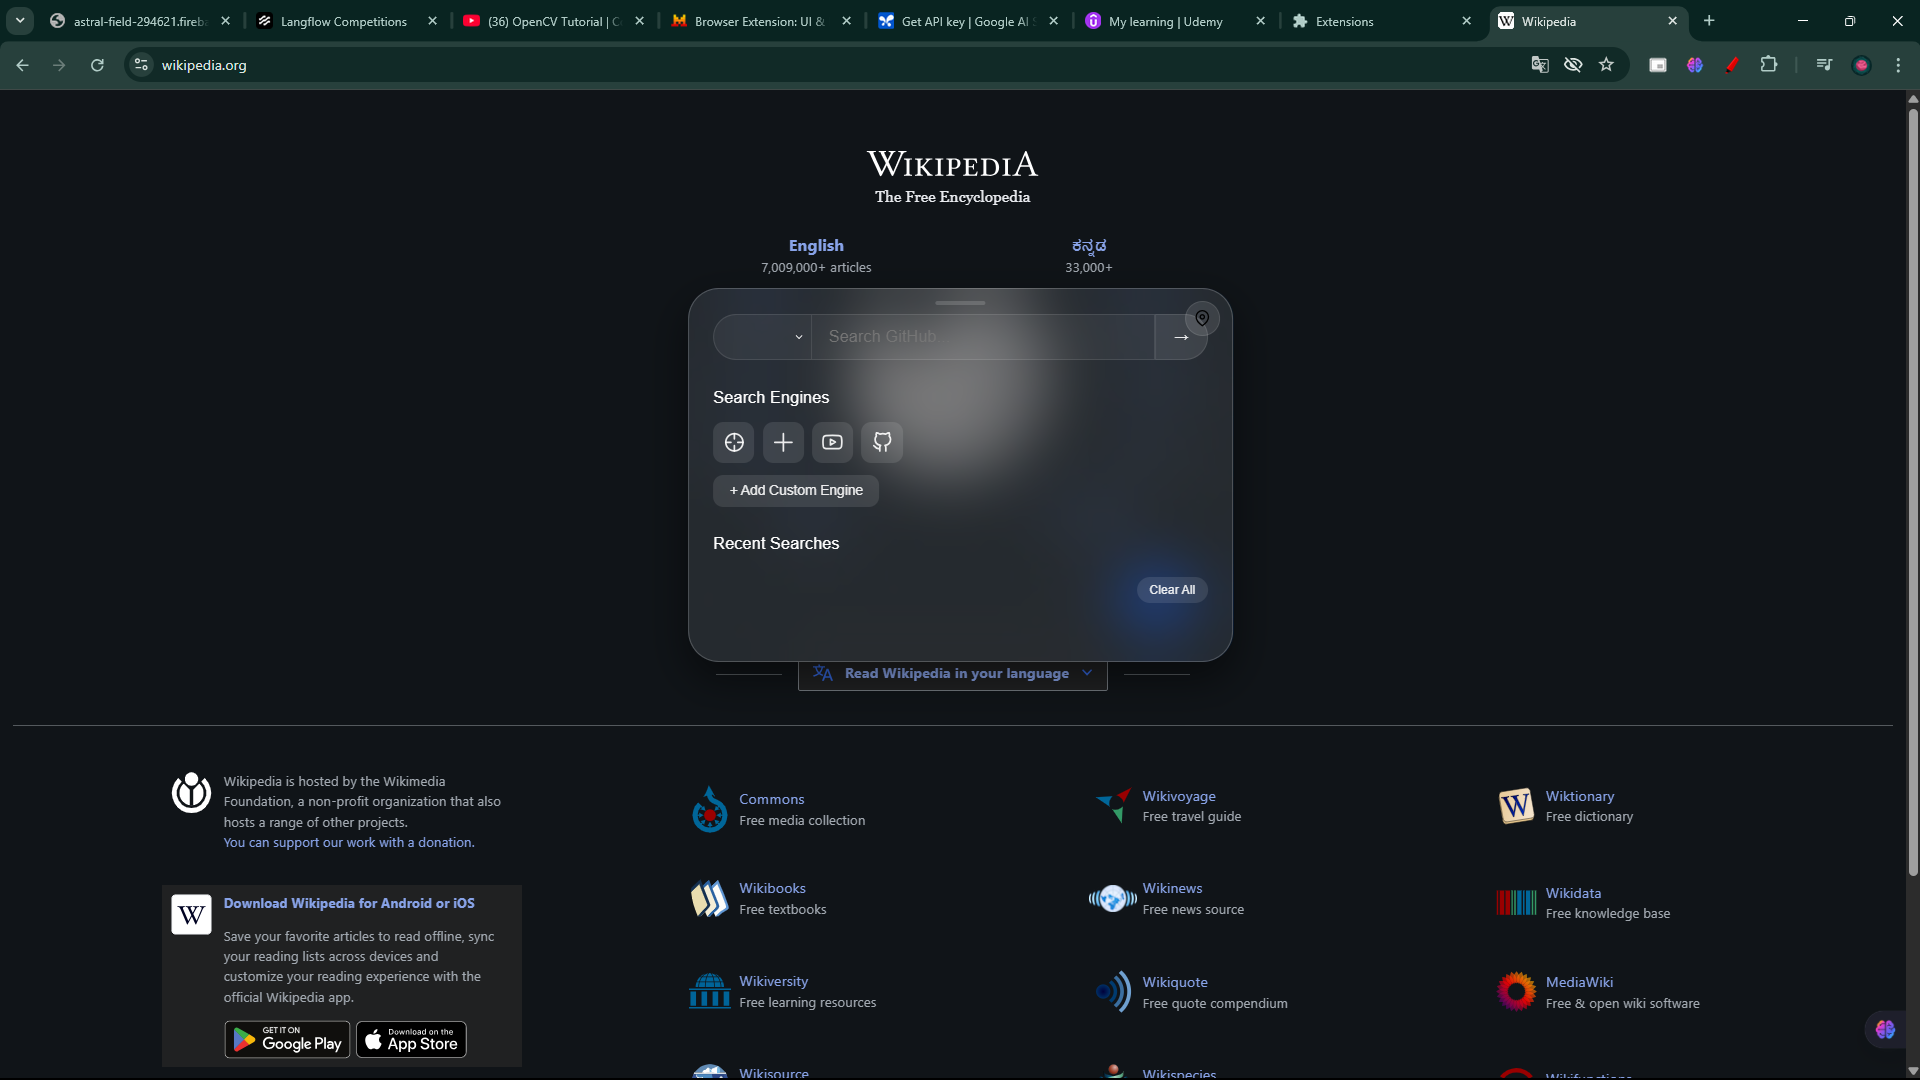 astral-field-294621.fireba
Langflow Competitions
(36) OpenCV Tutorial | C
Browser Extension: UI &
Get API key | Google AI S
My learning | Udemy
Extensions
Wikipedia
wikipedia.org
WIKIPEDIA
The Free Encyclopedia
English
7,009,000+ articles
ಕನ್ನಡ
33,000+
Search GitHub
→
Search Engines
+ Add Custom Engine
Recent Searches
Clear All
Read Wikipedia in your language
Wikipedia is hosted by the Wikimedia
Foundation, a non-profit organization that also
hosts a range of other projects.
You can support our work with a donation.
Download Wikipedia for Android or iOS
Save your favorite articles to read offline, sync
your reading lists across devices and
customize your reading experience with the
official Wikipedia app.
GET IT ON
Google Play
Download on the
App Store
Commons
Free media collection
Wikivoyage
Free travel guide
Wiktionary
Free dictionary
Wikibooks
Free textbooks
Wikinews
Free news source
Wikidata
Free knowledge base
Wikiversity
Free learning resources
Wikiquote
Free quote compendium
MediaWiki
Free & open wiki software
Wikisource
Wikispecies
Wikifunctions